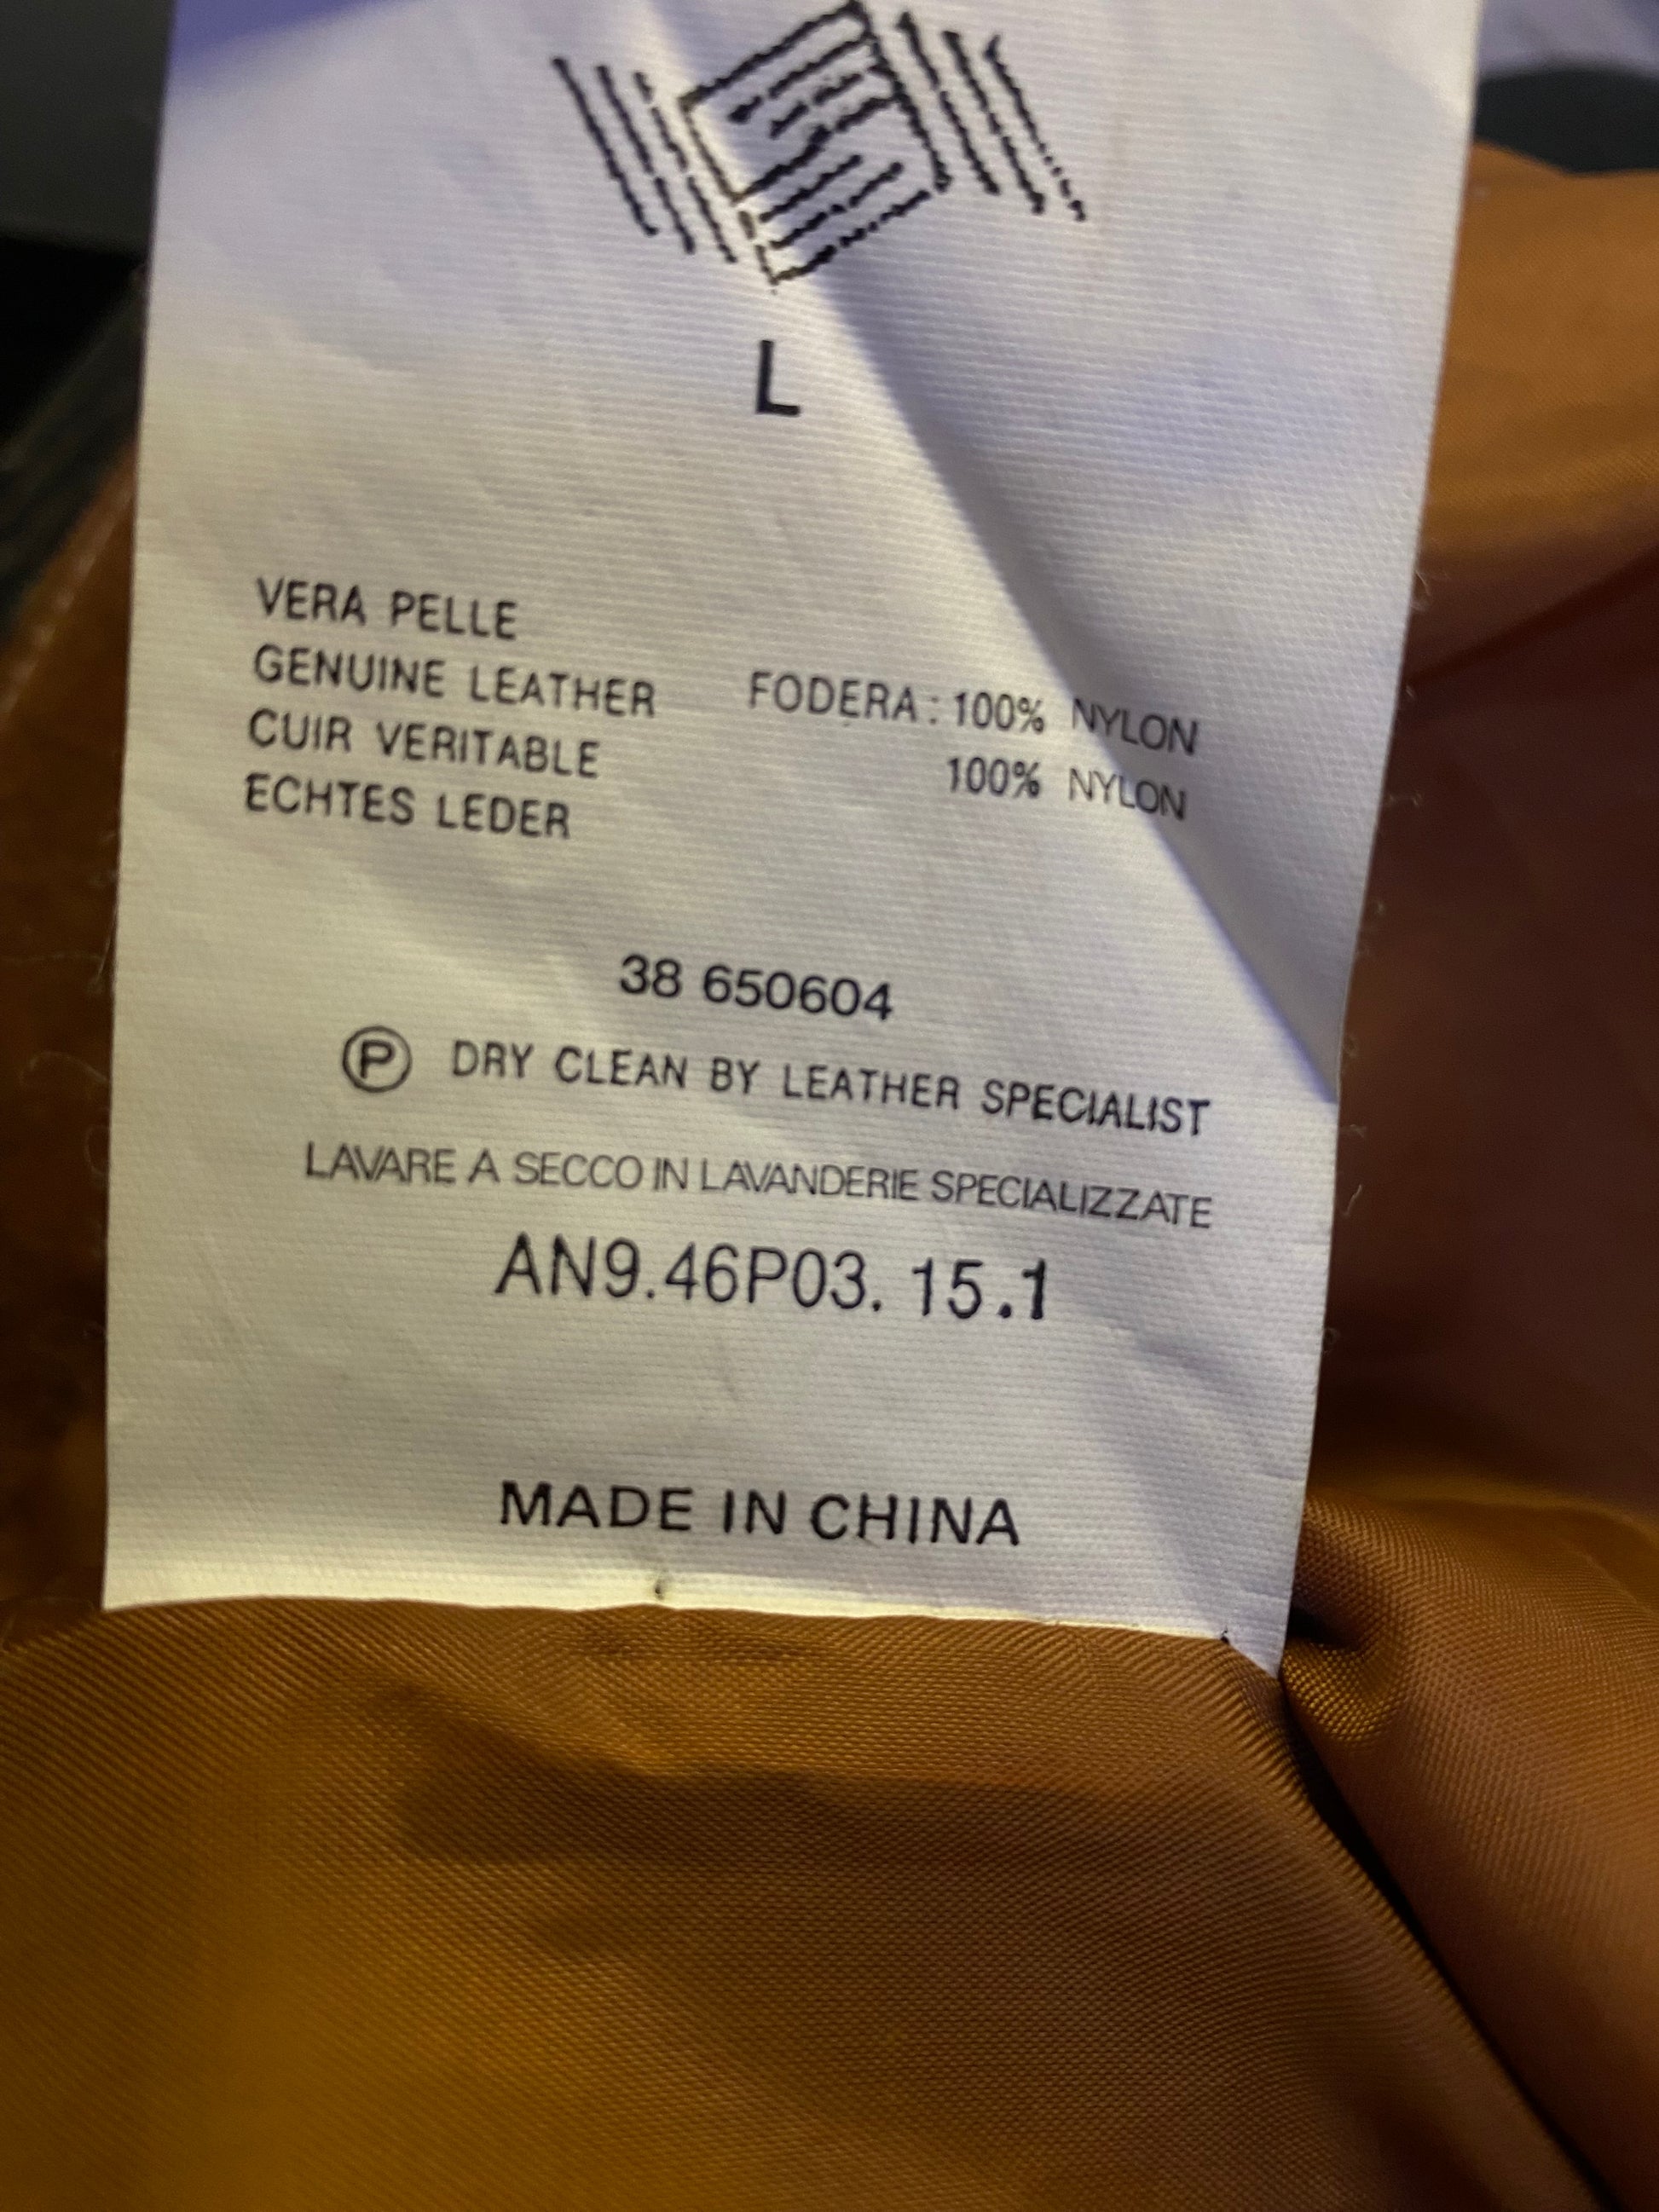 L
VERA PELLE
GENUINE LEATHER
CUIR VERITABLE
ECHTES LEDER
FODERA : 100% NYLON
100% NYLON
38 650604
Ⓟ DRY CLEAN BY LEATHER SPECIALIST
LAVARE A SECCO IN LAVANDERIE SPECIALIZZATE
AN9.46P03. 15.1
MADE IN CHINA